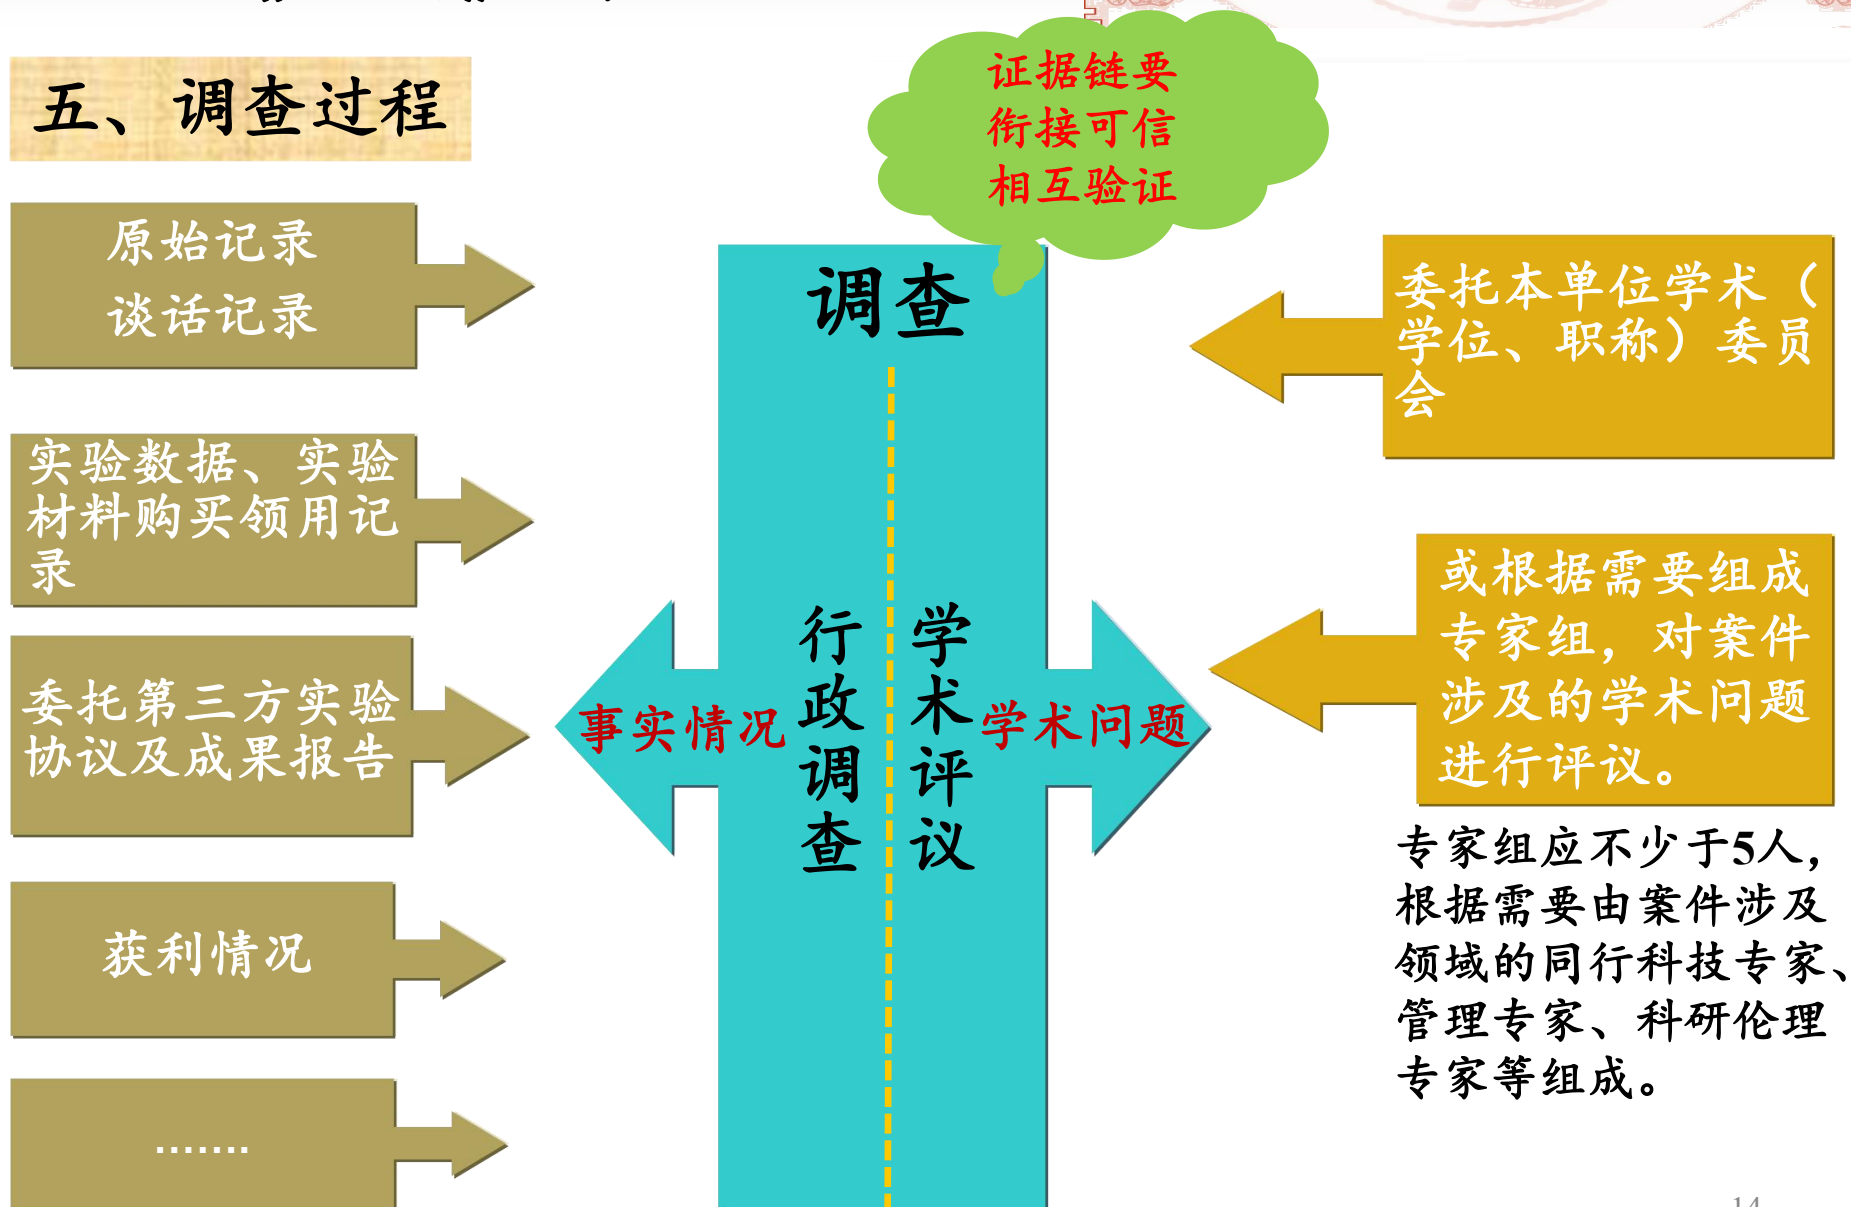 五、调查过程
证据链要
衔接可信
相互验证
原始记录
谈话记录
实验数据、实验
材料购买领用记
录
委托第三方实验
协议及成果报告
获利情况
.......
调查
事实情况
行政调查
学术评议
学术问题
委托本单位学术（
学位、职称）委员
会
或根据需要组成
专家组，对案件
涉及的学术问题
进行评议。
专家组应不少于5人，
根据需要由案件涉及
领域的同行科技专家、
管理专家、科研伦理
专家等组成。
14